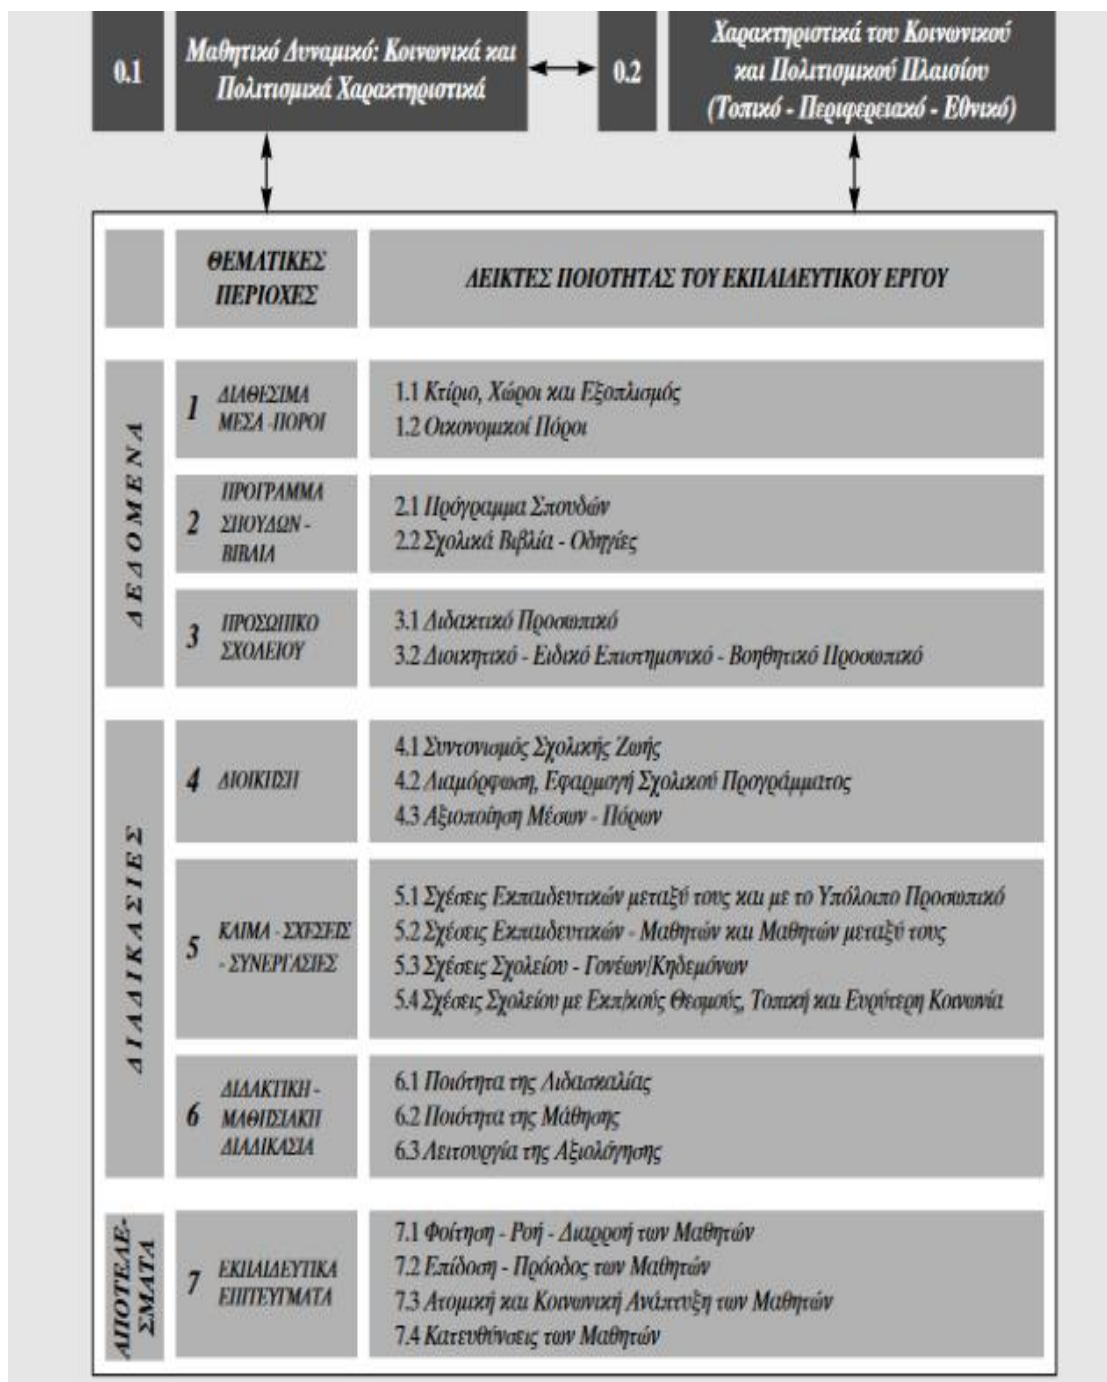 0.1
Μαθητικό Δυναμικό: Κοινωνικά και
Πολιτισμικά Χαρακτηριστικά
0.2
Χαρακτηριστικά του Κοινωνικού
και Πολιτισμικού Πλαισίου
(Τοπικό - Περιφερειακό - Εθνικό)
ΘΕΜΑΤΙΚΕΣ
ΠΕΡΙΟΧΕΣ
ΔΕΙΚΤΕΣ ΠΟΙΟΤΗΤΑΣ ΤΟΥ ΕΚΠΑΙΔΕΥΤΙΚΟΥ ΕΡΓΟΥ
ΔΕΔΟΜΕΝΑ
1 ΔΙΑΘΕΣΙΜΑ
ΜΕΣΑ -ΠΟΡΟΙ
1.1 Κτίριο, Χώροι και Εξοπλισμός
1.2 Οικονομικοί Πόροι
2 ΠΡΟΓΡΑΜΜΑ
ΣΠΟΥΔΩΝ -
ΒΙΒΛΙΑ
2.1 Πρόγραμμα Σπουδών
2.2 Σχολικά Βιβλία - Οδηγίες
3 ΠΡΟΣΩΠΙΚΟ
ΣΧΟΛΕΙΟΥ
3.1 Διδακτικό Προσωπικό
3.2 Διοικητικό - Ειδικό Επιστημονικό - Βοηθητικό Προσωπικό
ΔΙΑΔΙΚΑΣΙΕΣ
4 ΔΙΟΙΚΗΣΗ
4.1 Συντονισμός Σχολικής Ζωής
4.2 Διαμόρφωση, Εφαρμογή Σχολικού Προγράμματος
4.3 Αξιοποίηση Μέσων - Πόρων
5 ΚΛΙΜΑ - ΣΧΕΣΕΙΣ
- ΣΥΝΕΡΓΑΣΙΕΣ
5.1 Σχέσεις Εκπαιδευτικών μεταξύ τους και με το Υπόλοιπο Προσωπικό
5.2 Σχέσεις Εκπαιδευτικών - Μαθητών και Μαθητών μεταξύ τους
5.3 Σχέσεις Σχολείου - Γονέων/Κηδεμόνων
5.4 Σχέσεις Σχολείου με Εκπ/κούς Θεσμούς, Τοπική και Ευρύτερη Κοινωνία
6 ΔΙΔΑΚΤΙΚΗ -
ΜΑΘΗΣΙΑΚΗ
ΔΙΑΔΙΚΑΣΙΑ
6.1 Ποιότητα της Διδασκαλίας
6.2 Ποιότητα της Μάθησης
6.3 Λειτουργία της Αξιολόγησης
ΑΠΟΤΕΛΕ-
ΣΜΑΤΑ
7 ΕΚΠΑΙΔΕΥΤΙΚΑ
ΕΠΙΤΕΥΓΜΑΤΑ
7.1 Φοίτηση - Ροή - Διαρροή των Μαθητών
7.2 Επίδοση - Πρόοδος των Μαθητών
7.3 Ατομική και Κοινωνική Ανάπτυξη των Μαθητών
7.4 Κατευθύνσεις των Μαθητών